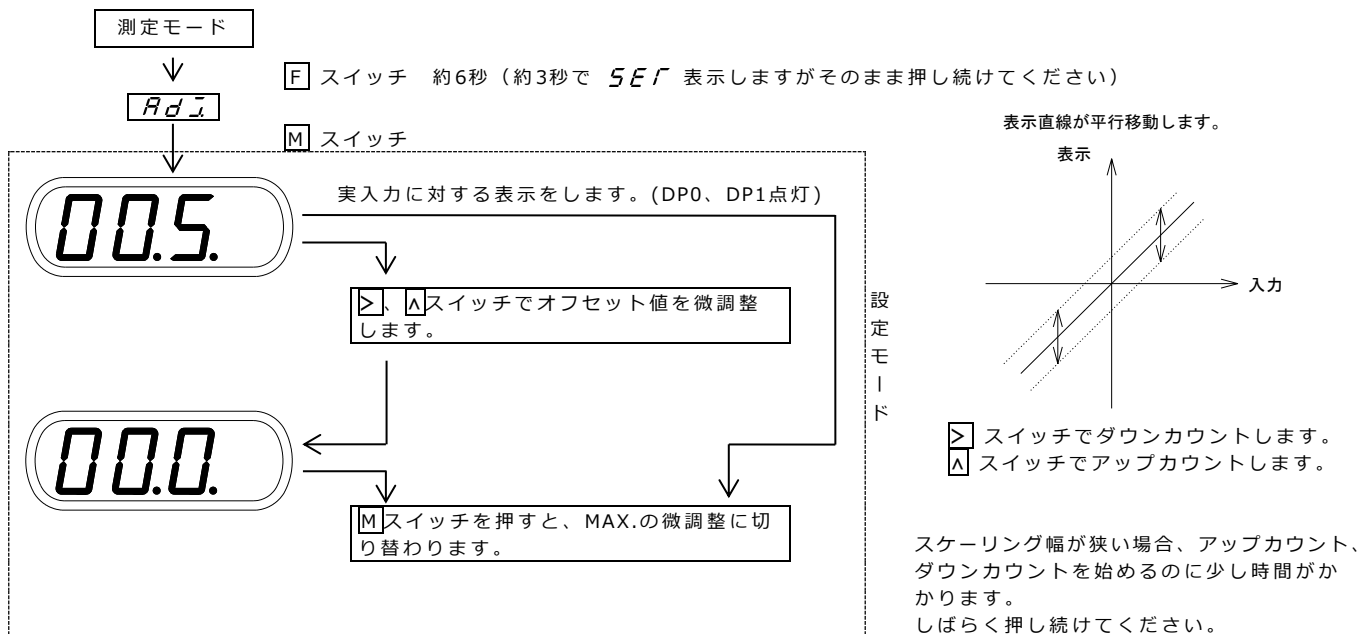 測定モード
F スイッチ 約6秒（約3秒で SEГ 表示しますがそのまま押し続けてください）
Adj.
M スイッチ
実入力に対する表示をします。(DP0、DP1点灯)
00.5.
>、∧スイッチでオフセット値を微調整
します。
00.0.
Mスイッチを押すと、MAX.の微調整に切
り替わります。
設定モード
表示直線が平行移動します。
表示
入力
> スイッチでダウンカウントします。
∧ スイッチでアップカウントします。
スケーリング幅が狭い場合、アップカウント、
ダウンカウントを始めるのに少し時間がか
かります。
しばらく押し続けてください。